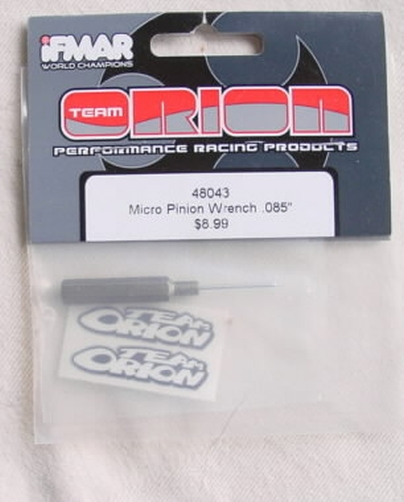 iFMAR
WORLD CHAMPIONS
TEAM
ORION
PERFORMANCE RACING PRODUCTS
48043
Micro Pinion Wrench .085"
$8.99
TEAM
ORION
TEAM
ORION